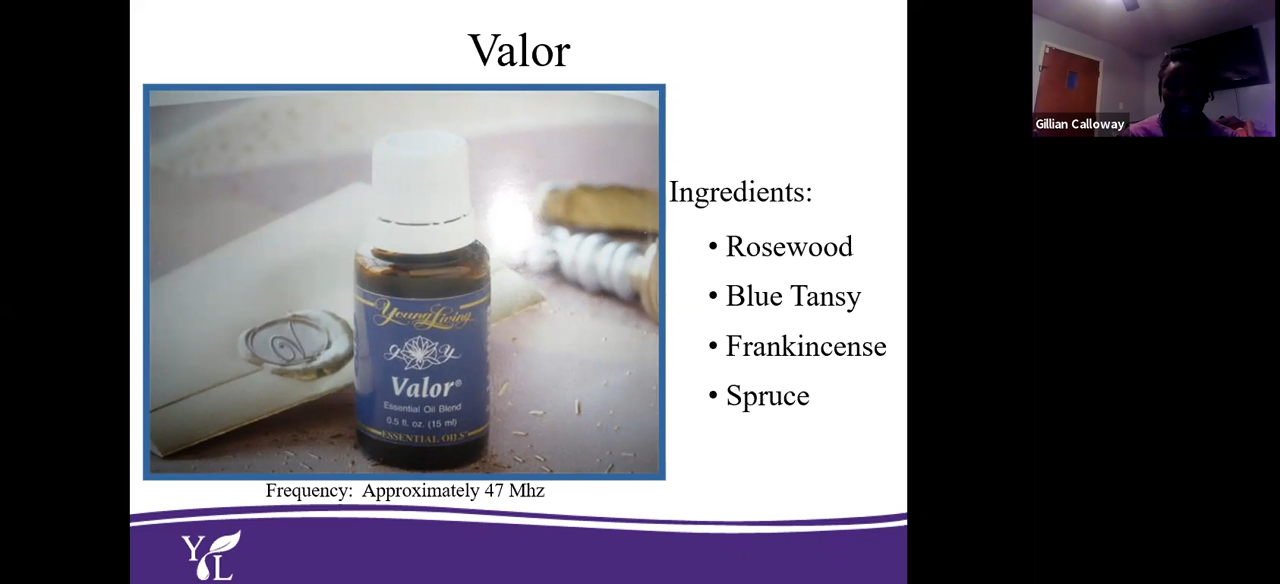 Valor
Gillian Calloway
Ingredients:
• Rosewood
• Blue Tansy
• Frankincense
• Spruce
Young Living
Valor®
Essential Oil Blend
0.5 fl. oz. (15 ml)
ESSENTIAL OILS
Frequency:  Approximately 47 Mhz
Y L